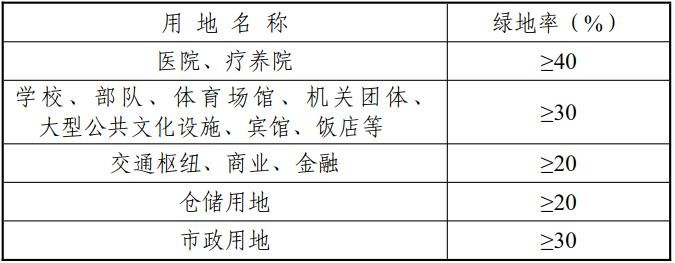 用 地 名 称 绿地率（%）
医院、疗养院 ≥40
学校、部队、体育场馆、机关团体、
大型公共文化设施、宾馆、饭店等 ≥30
交通枢纽、商业、金融 ≥20
仓储用地 ≥20
市政用地 ≥30